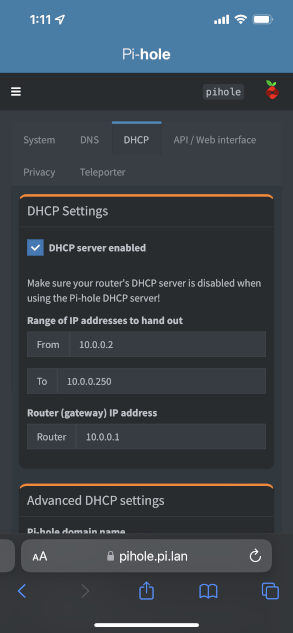 1:11
Pi-hole
pihole
System DNS DHCP API / Web interface
Privacy Teleporter
DHCP Settings
DHCP server enabled
Make sure your router's DHCP server is disabled when
using the Pi-hole DHCP server!
Range of IP addresses to hand out
From 10.0.0.2
To 10.0.0.250
Router (gateway) IP address
Router 10.0.0.1
Advanced DHCP settings
Pi-hole domain name
AA pihole.pi.lan